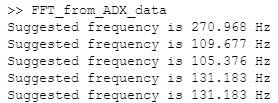 >> FFT_from_ADX_data
Suggested frequency is 270.968 Hz
Suggested frequency is 109.677 Hz
Suggested frequency is 105.376 Hz
Suggested frequency is 131.183 Hz
Suggested frequency is 131.183 Hz